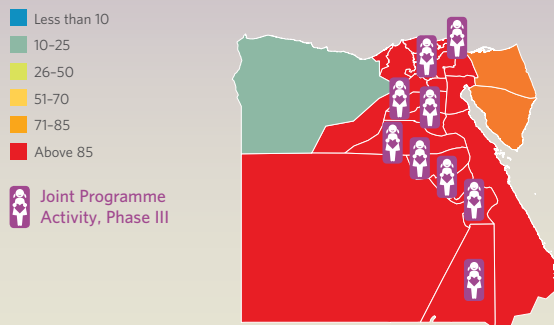 Less than 10
10–25
26–50
51–70
71–85
Above 85
Joint Programme
Activity, Phase III